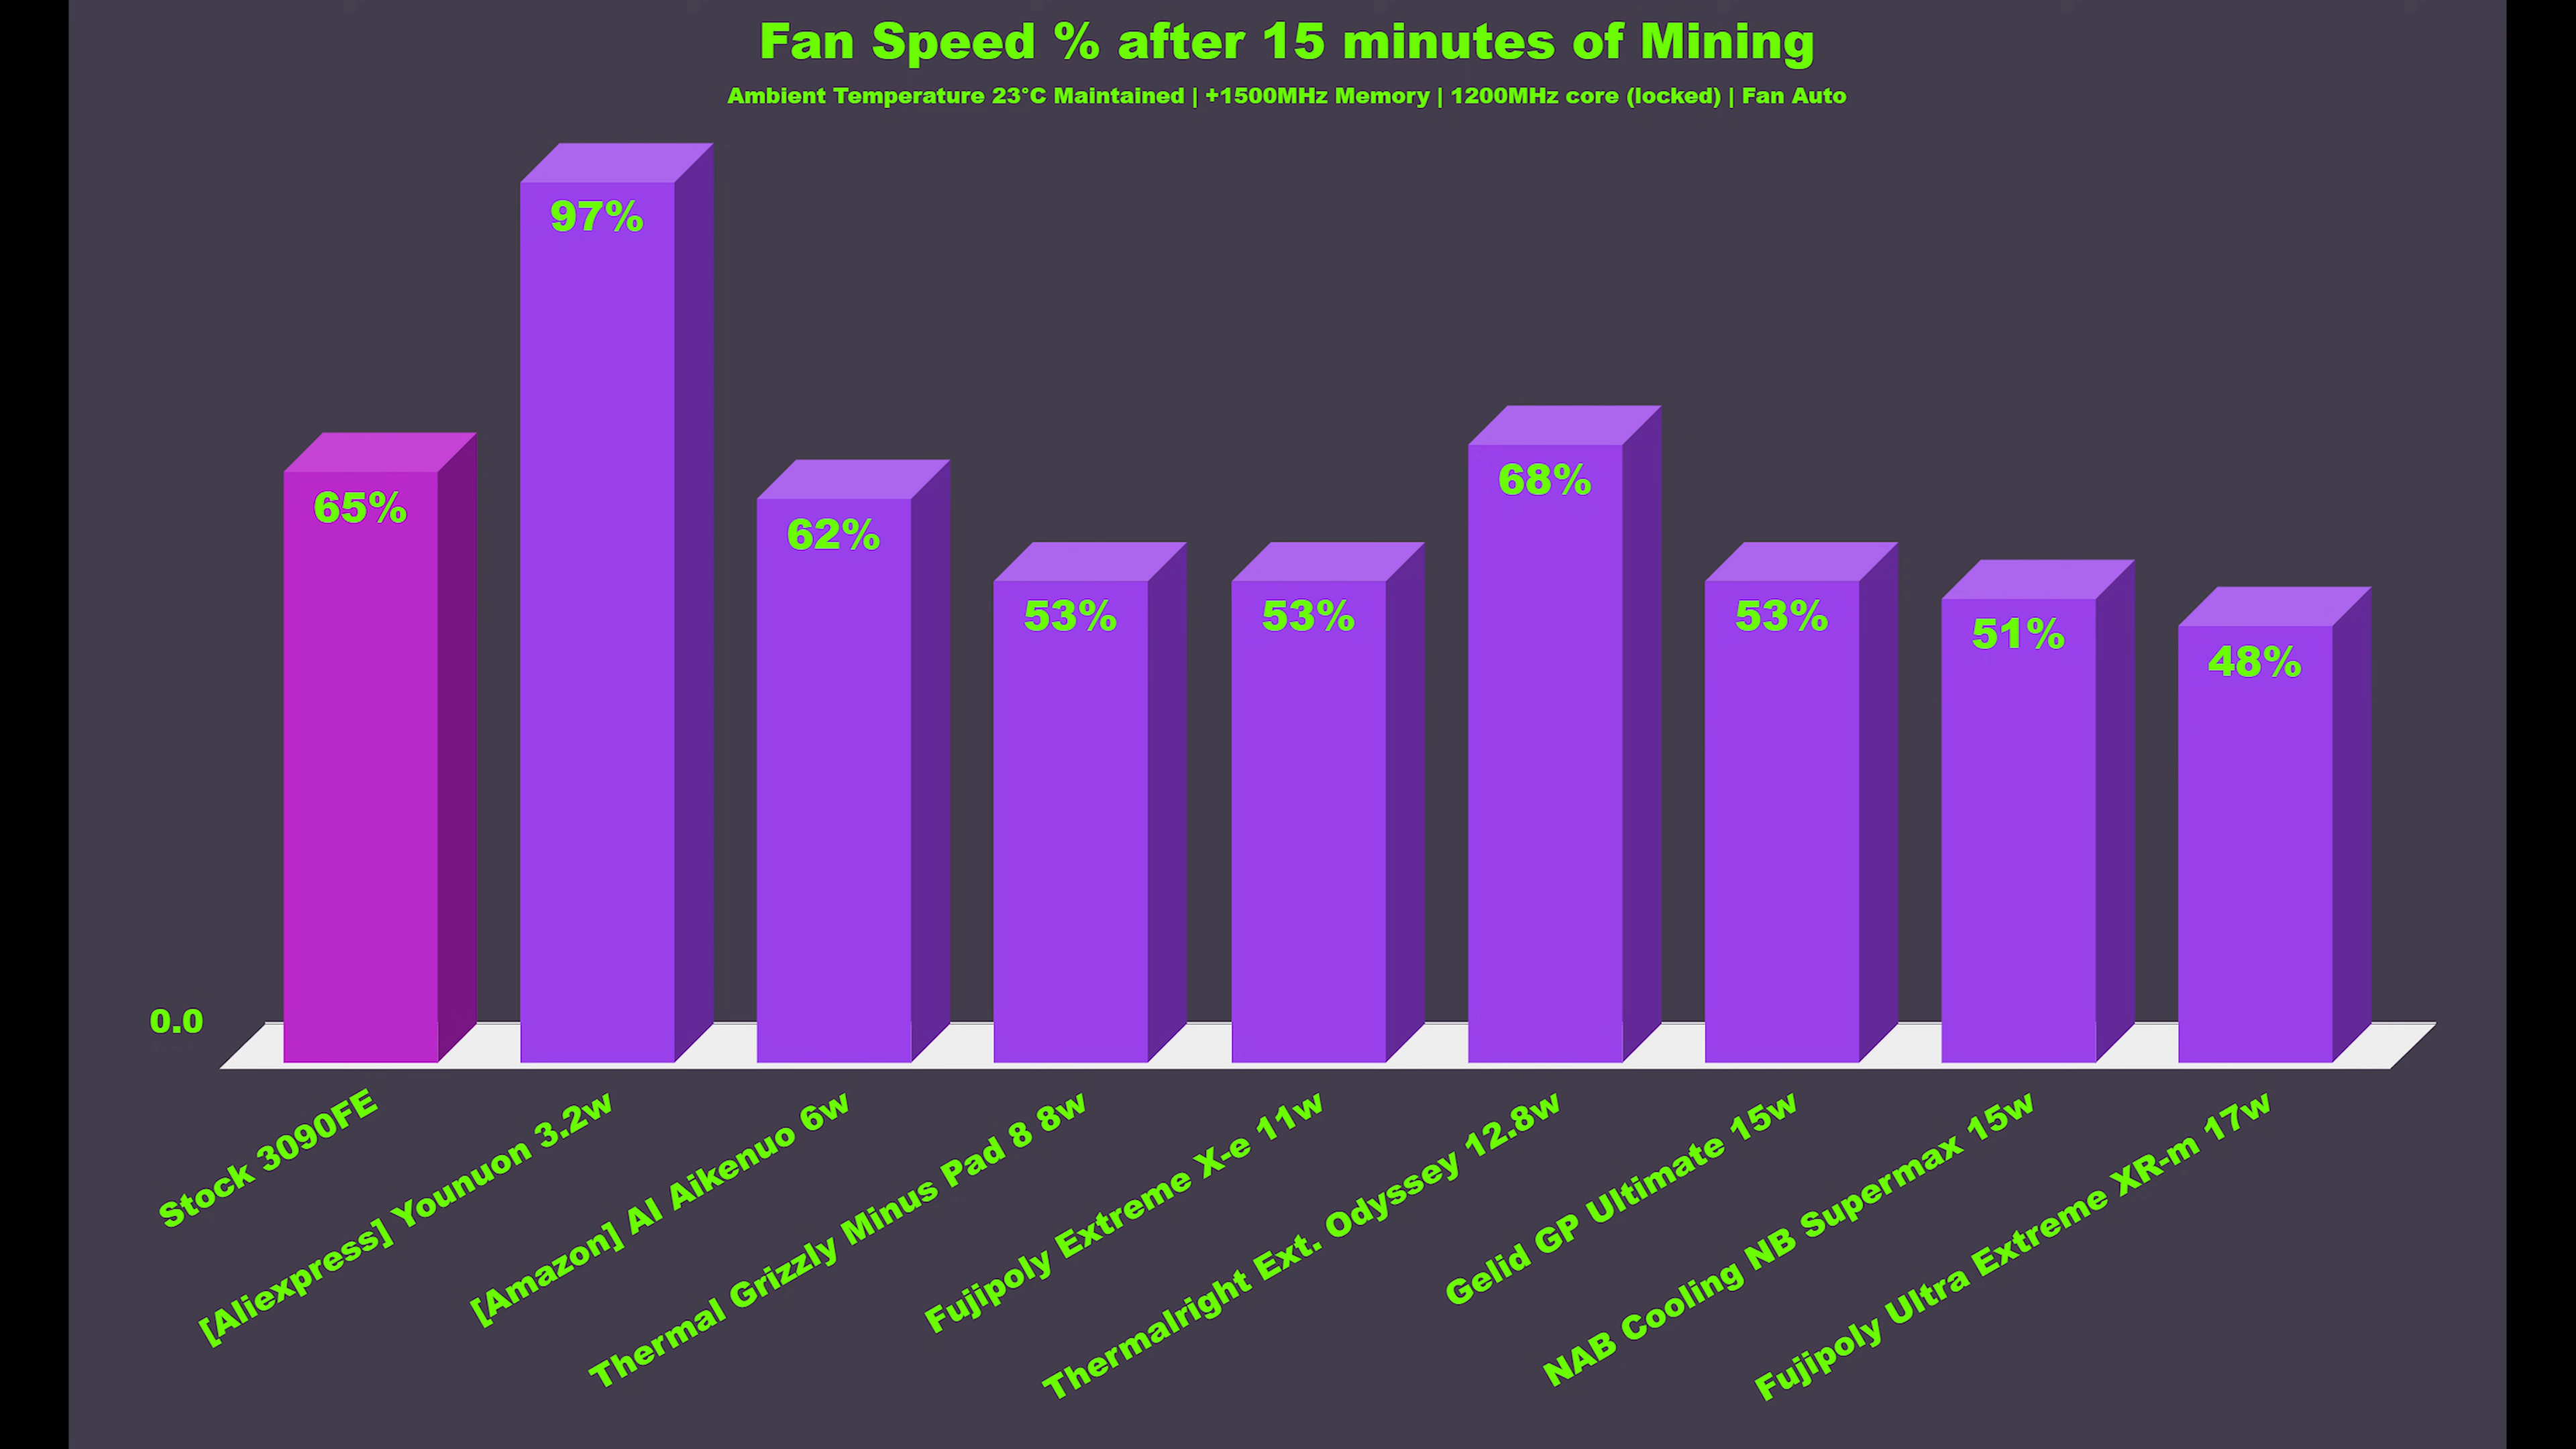 Fan Speed % after 15 minutes of Mining
Ambient Temperature 23°C Maintained | +1500MHz Memory | 1200MHz core (locked) | Fan Auto
65%
97%
62%
53%
53%
68%
53%
51%
48%
0.0
Stock 3090FE
[Aliexpress] Younuon 3.2w
[Amazon] AI Aikenuo 6w
Thermal Grizzly Minus Pad 8 8w
Fujipoly Extreme X-e 11w
Thermalright Ext. Odyssey 12.8w
Gelid GP Ultimate 15w
NAB Cooling NB Supermax 15w
Fujipoly Ultra Extreme XR-m 17w